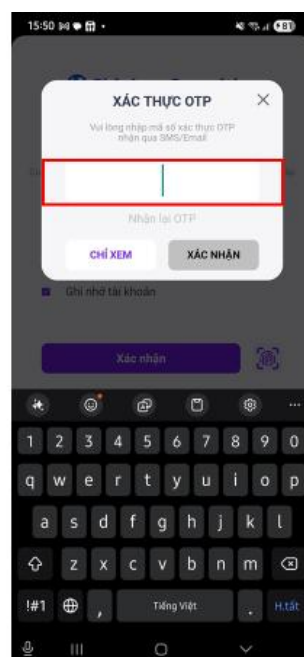 15:50
81
XÁC THỰC OTP
Vui lòng nhập mã số xác thực OTP
nhận qua SMS/Email
Nhận lại OTP
CHỈ XEM
XÁC NHẬN
Ghi nhớ tài khoản
Xác nhận
1 2 3 4 5 6 7 8 9 0
q w e r t y u i o p
a s d f g h j k l
z x c v b n m
!#1 , Tiếng Việt . H.tất